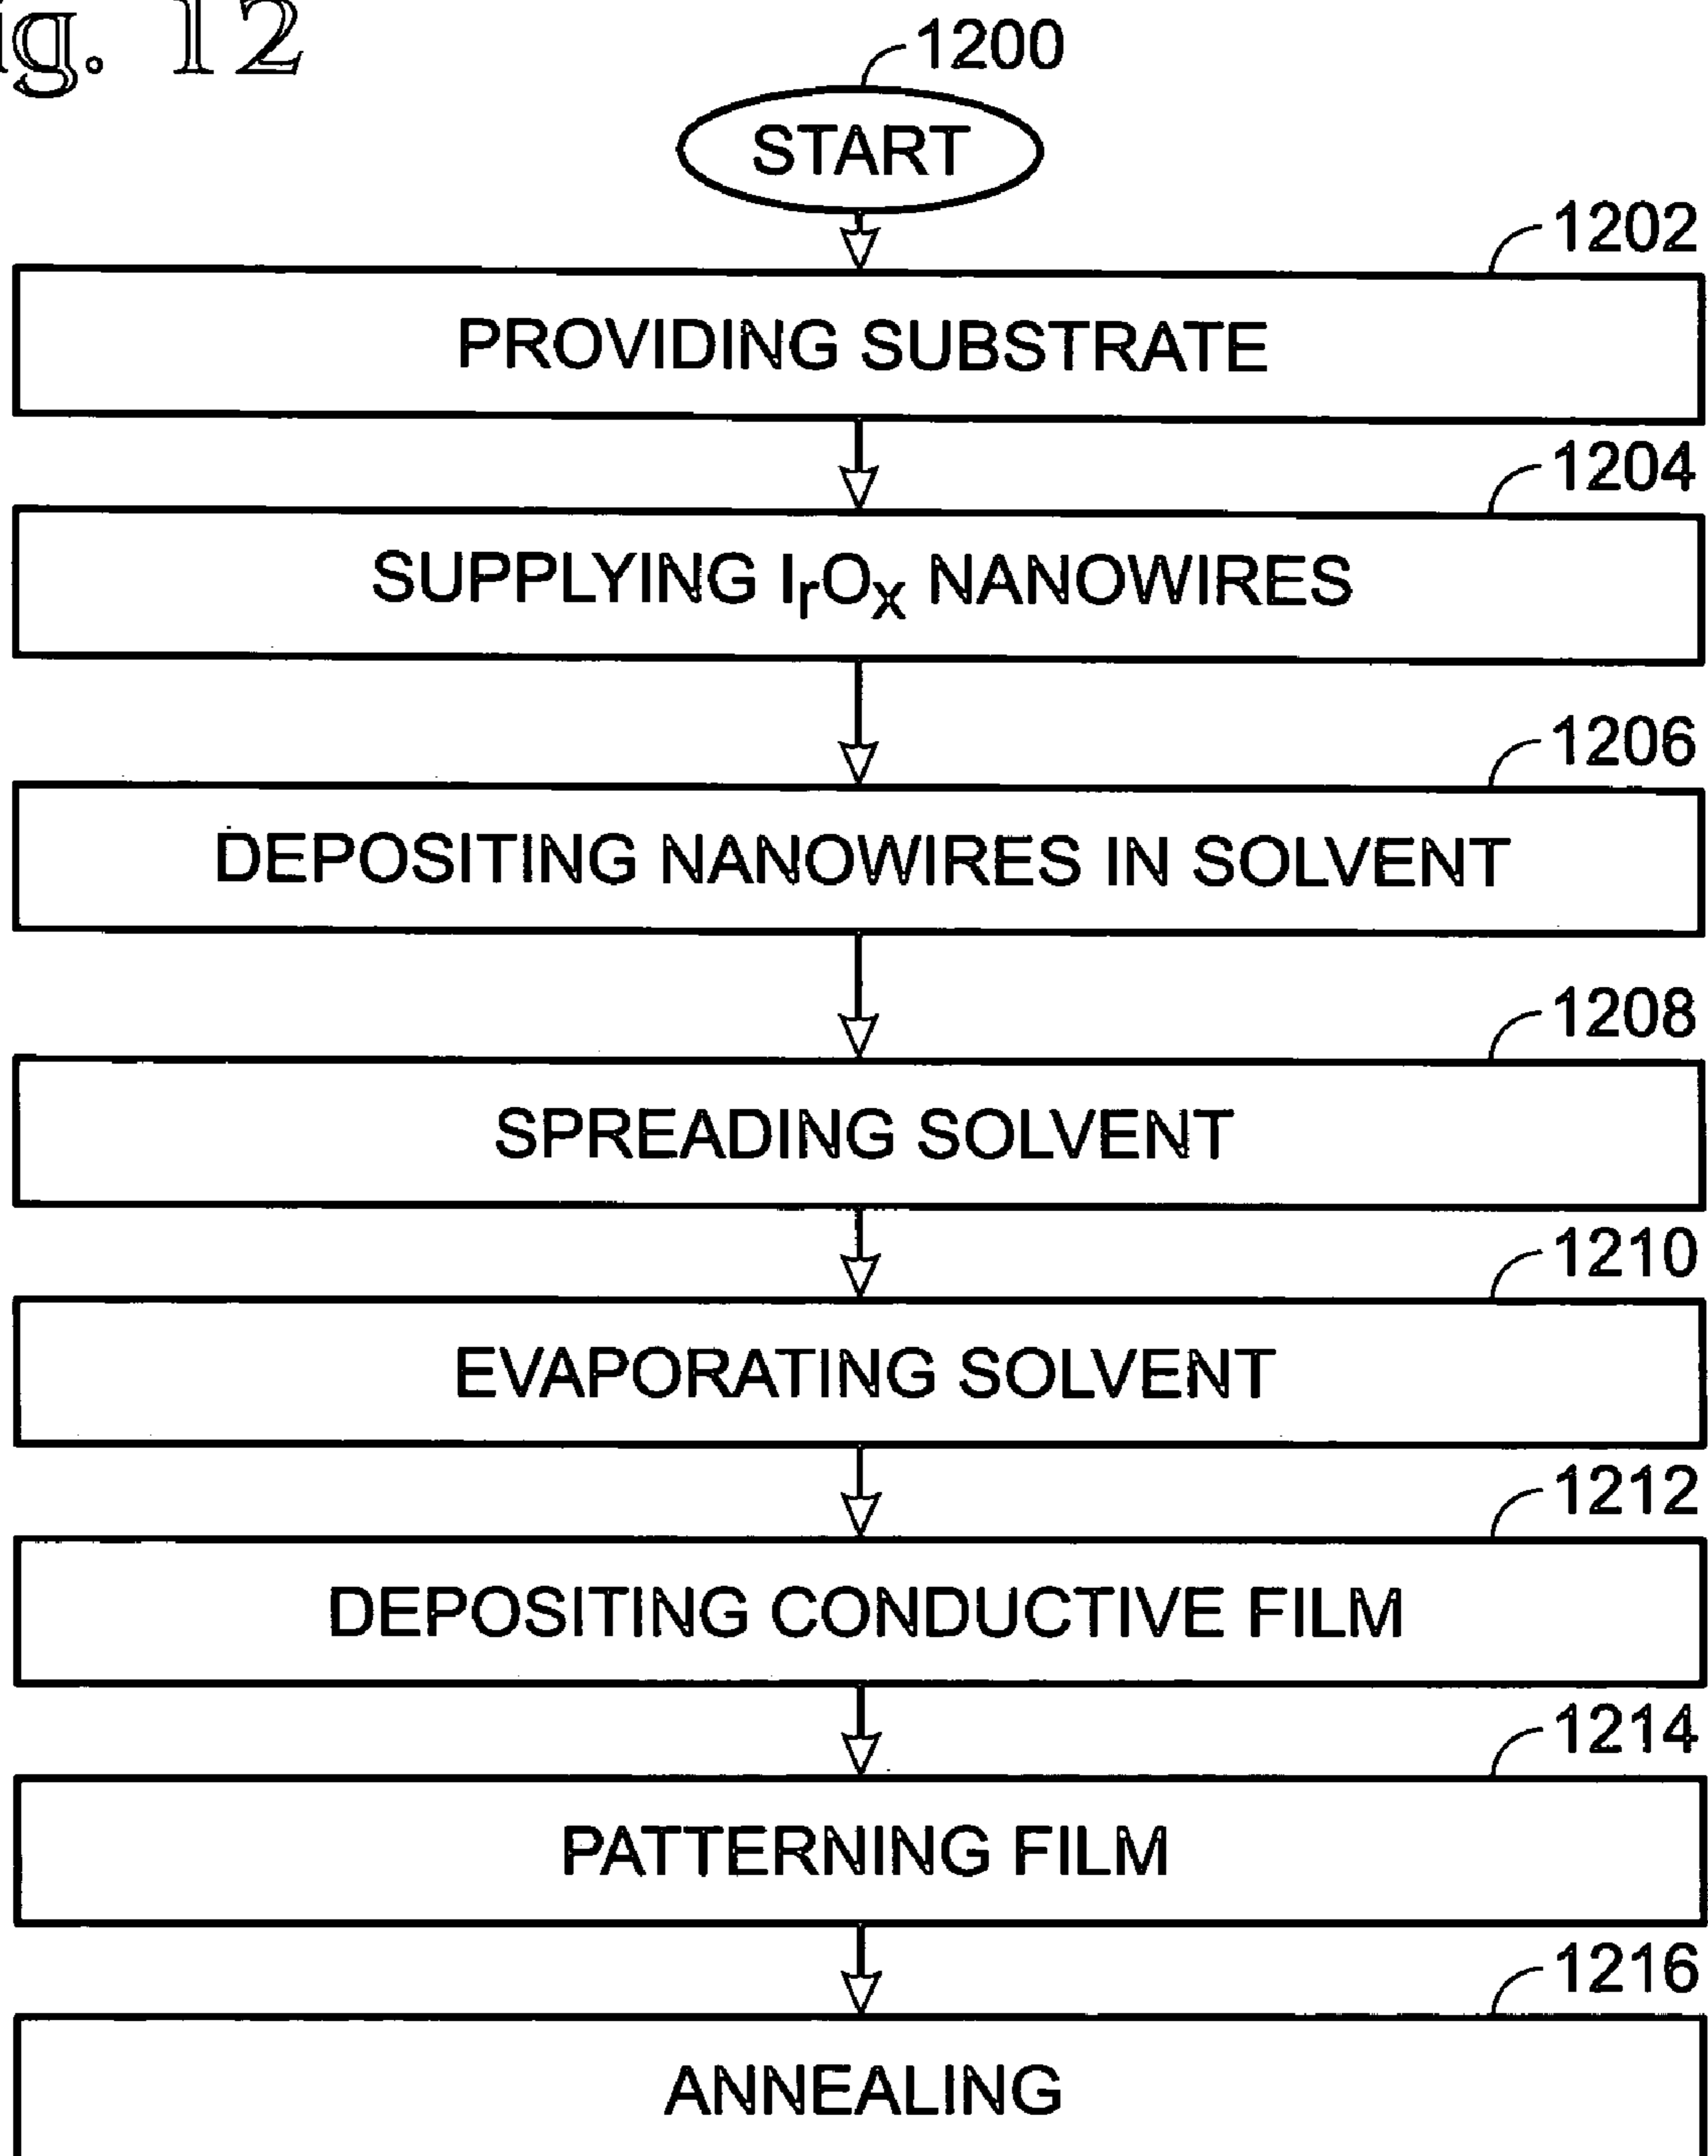 ig. 12
1200
START
1202
PROVIDING SUBSTRATE
1204
SUPPLYING IrOx NANOWIRES
1206
DEPOSITING NANOWIRES IN SOLVENT
1208
SPREADING SOLVENT
1210
EVAPORATING SOLVENT
1212
DEPOSITING CONDUCTIVE FILM
1214
PATTERNING FILM
1216
ANNEALING